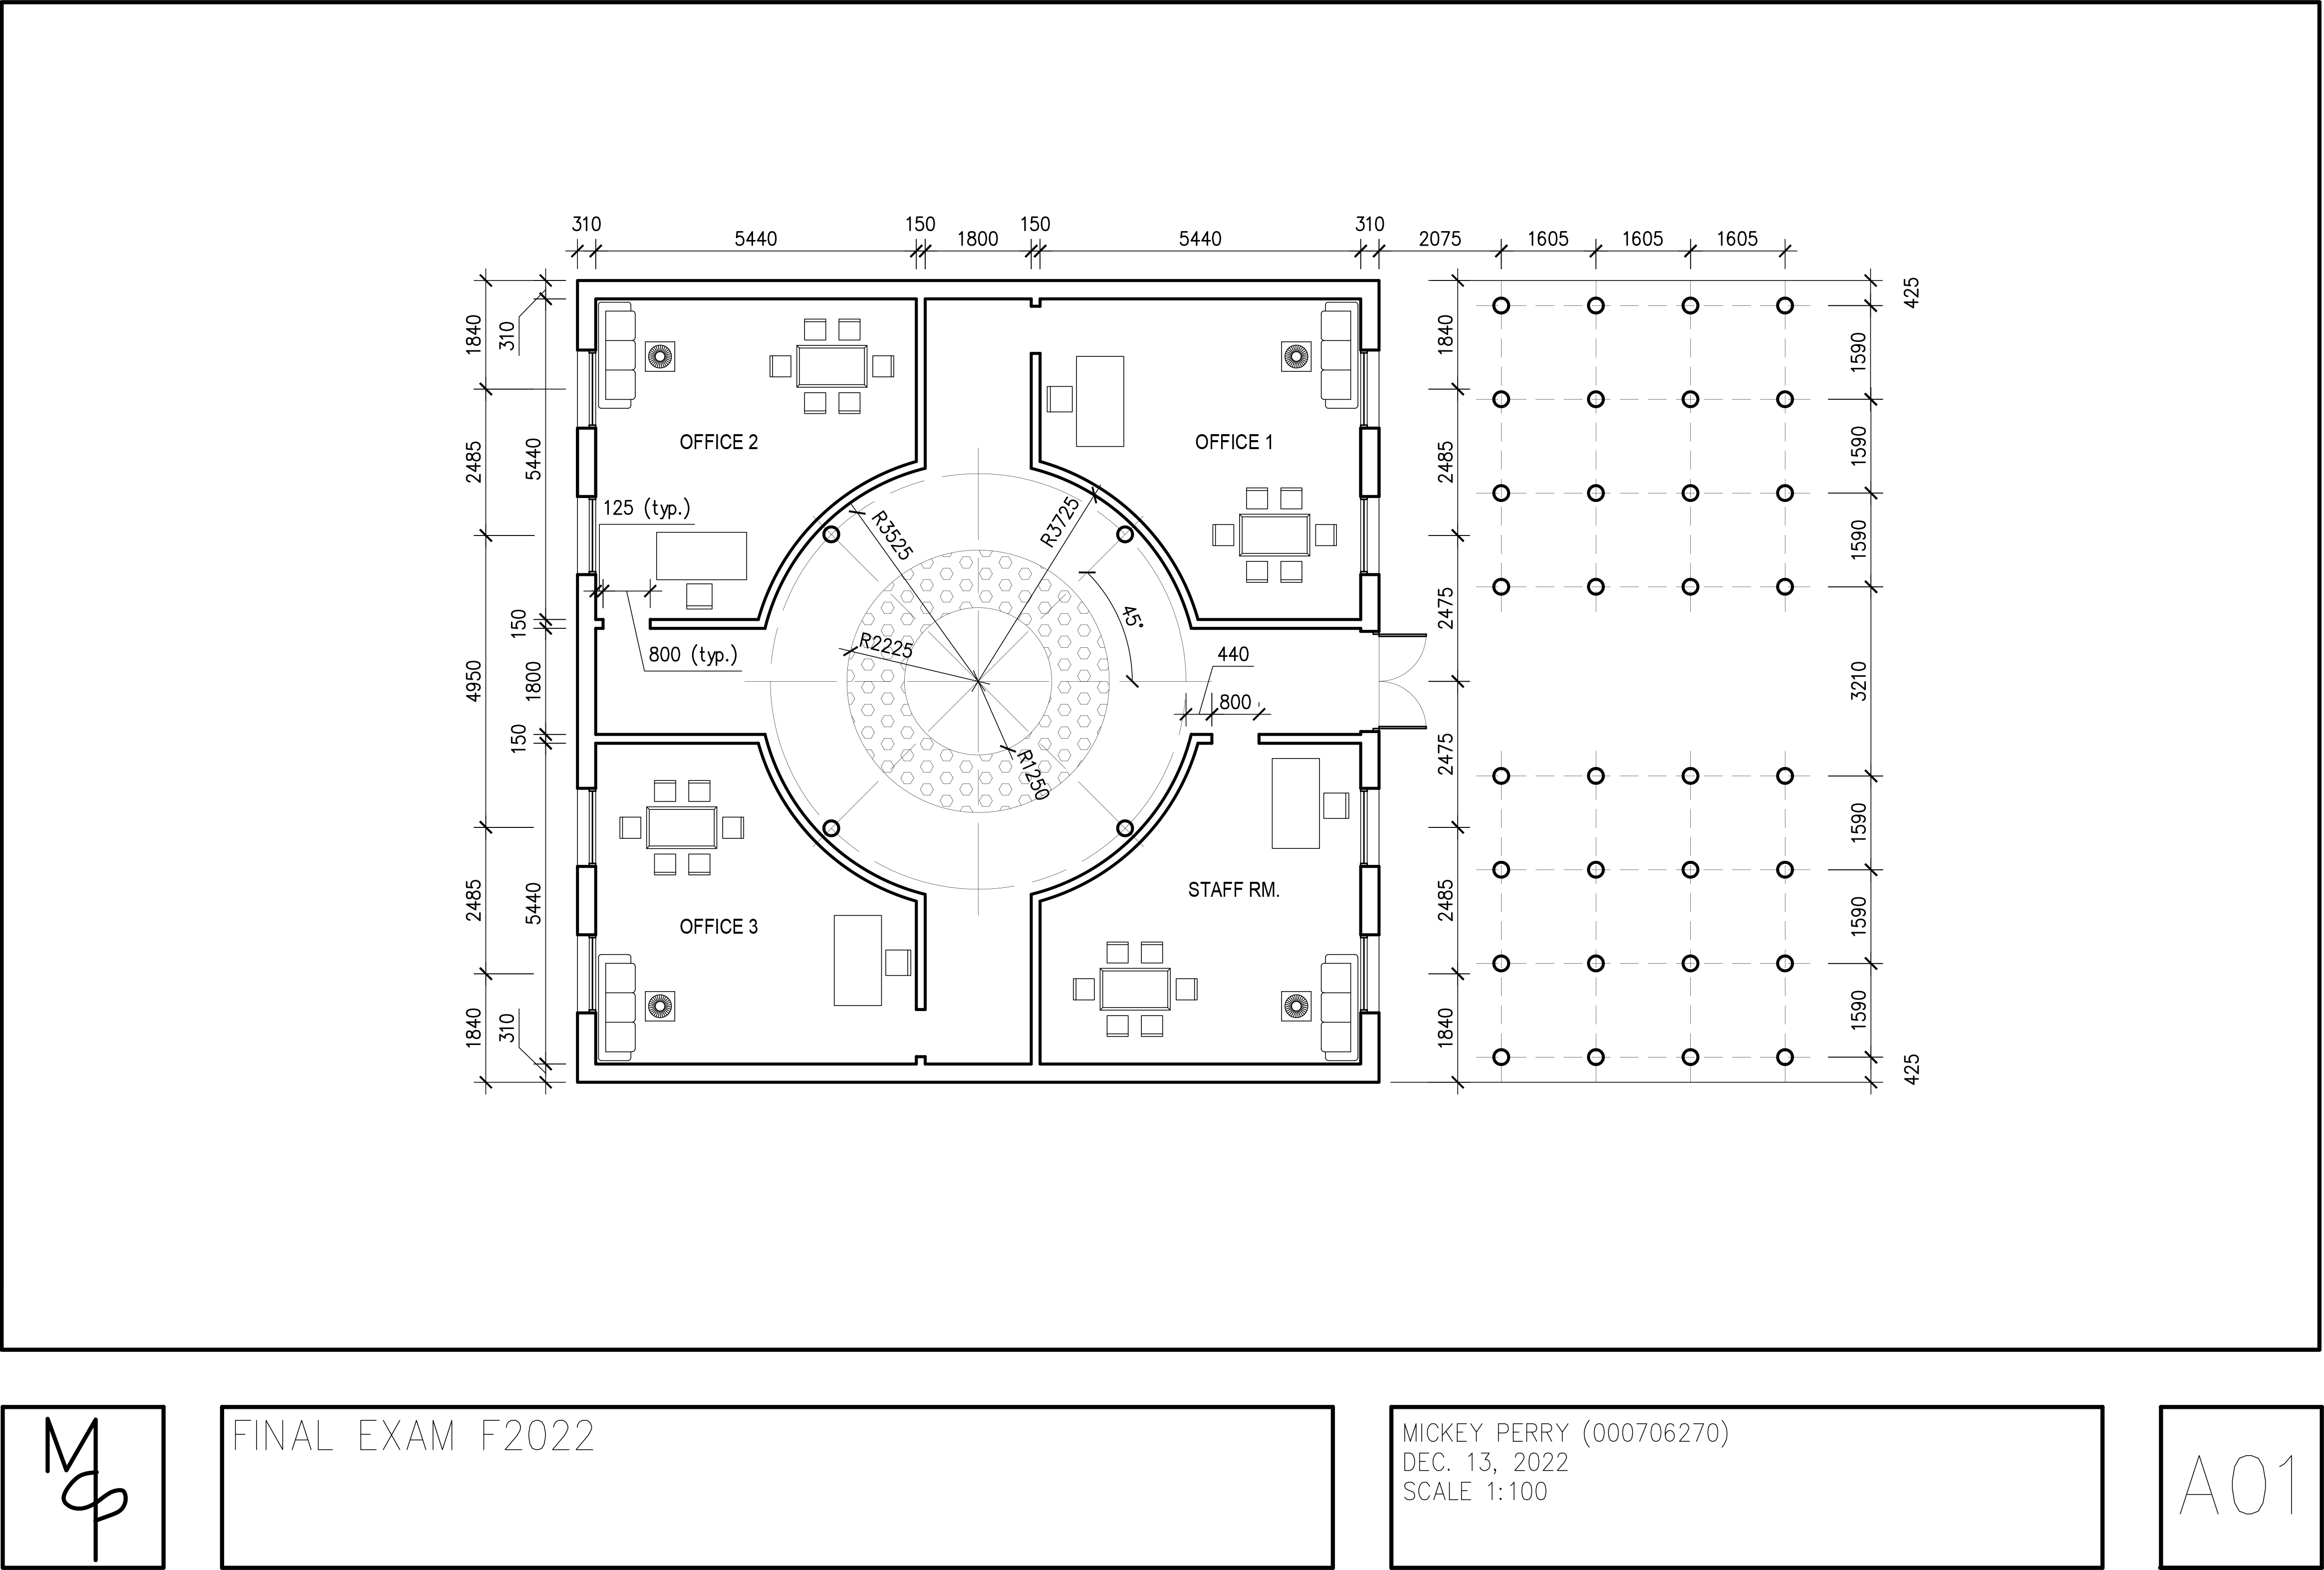 310
5440
150
1800
150
5440
310
2075
1605
1605
1605
1840
310
2485
5440
4950
150
1800
150
2485
5440
1840
310
OFFICE 2
OFFICE 1
125 (typ.)
800 (typ.)
R3525
R3725
R2225
45°
440
800
R1250
OFFICE 3
STAFF RM.
1840
2485
2475
2475
2485
1840
425
1590
1590
1590
3210
1590
1590
1590
425
MCP
FINAL EXAM F2022
MICKEY PERRY (000706270)
DEC. 13, 2022
SCALE 1:100
A01